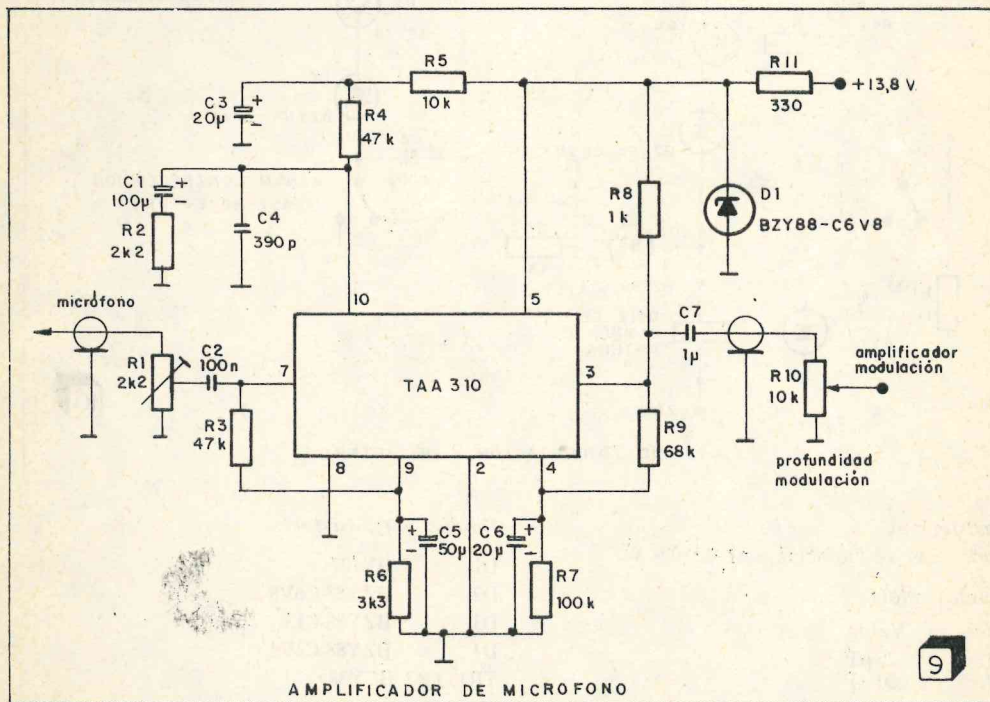 R5
10k
R11
330
+13,8 V.
C3
20µ
+
-
R4
47k
C1
100µ
+
-
R2
2k2
C4
390p
R8
1k
D1
BZY88-C6V8
micrófono
R1
2k2
C2
100n
10
5
7
TAA 310
3
C7
1µ
R10
10k
amplificador
modulación
profundidad
modulación
R3
47k
8
9
2
4
R9
68k
+
-
C5
50µ
C6
20µ
+
-
R6
3k3
R7
100k
AMPLIFICADOR DE MICROFONO
9